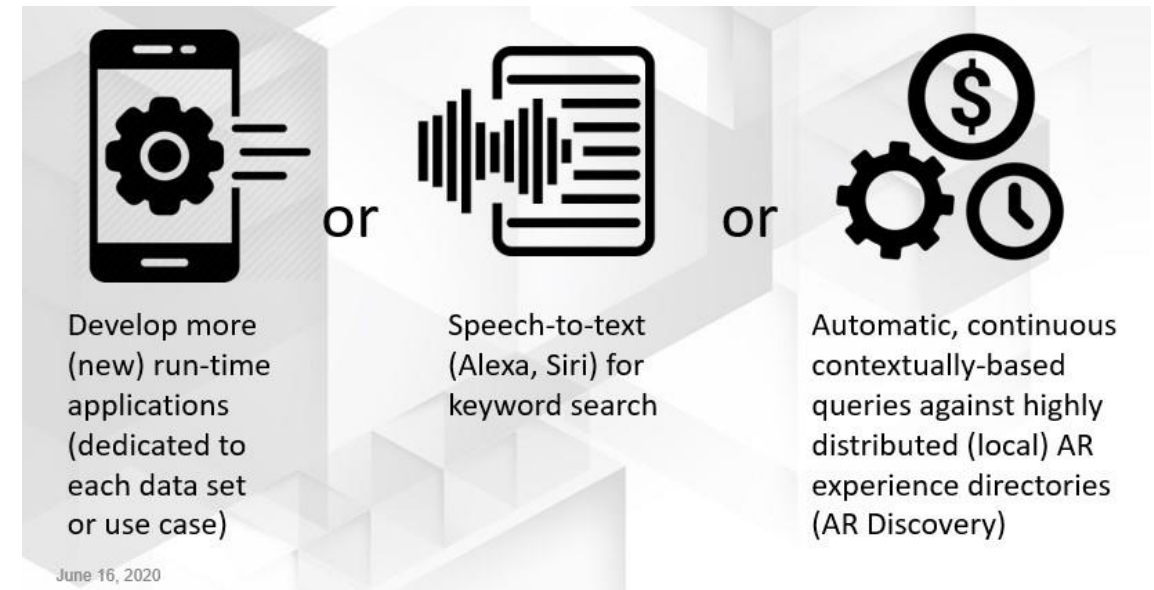 or
or
$
Develop more
(new) run-time
applications
(dedicated to
each data set
or use case)
Speech-to-text
(Alexa, Siri) for
keyword search
Automatic, continuous
contextually-based
queries against highly
distributed (local) AR
experience directories
(AR Discovery)
June 16, 2020